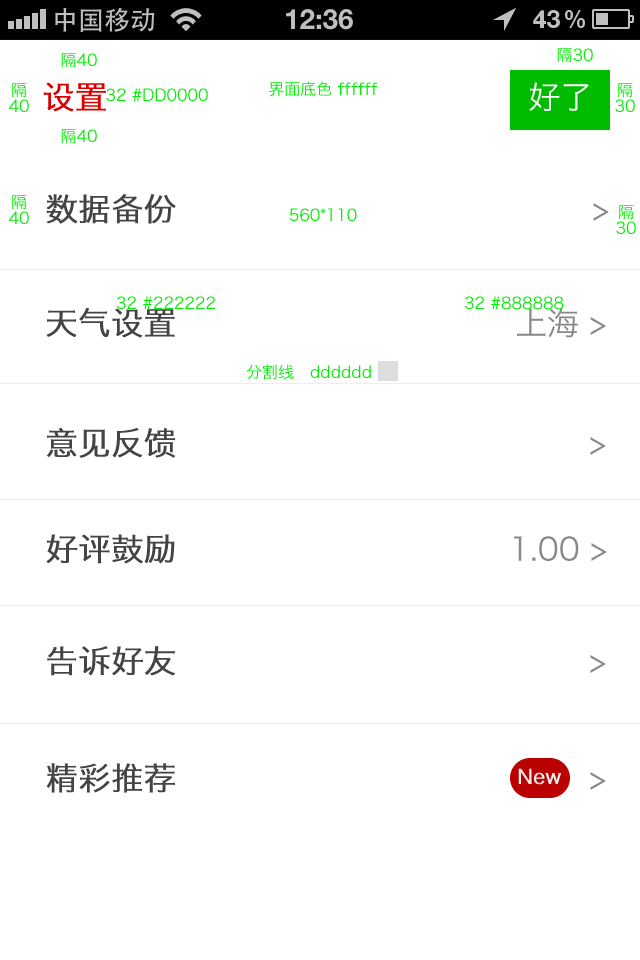 中国移动 12:36 43%
隔40 隔30
隔40 设置 32 #DD0000 界面底色 ffffff 好了 隔30
隔40
隔40 数据备份 560*110 > 隔30
32 #222222 32 #888888
天气设置 上海 >
分割线 dddddd
意见反馈 >
好评鼓励 1.00 >
告诉好友 >
精彩推荐 New >